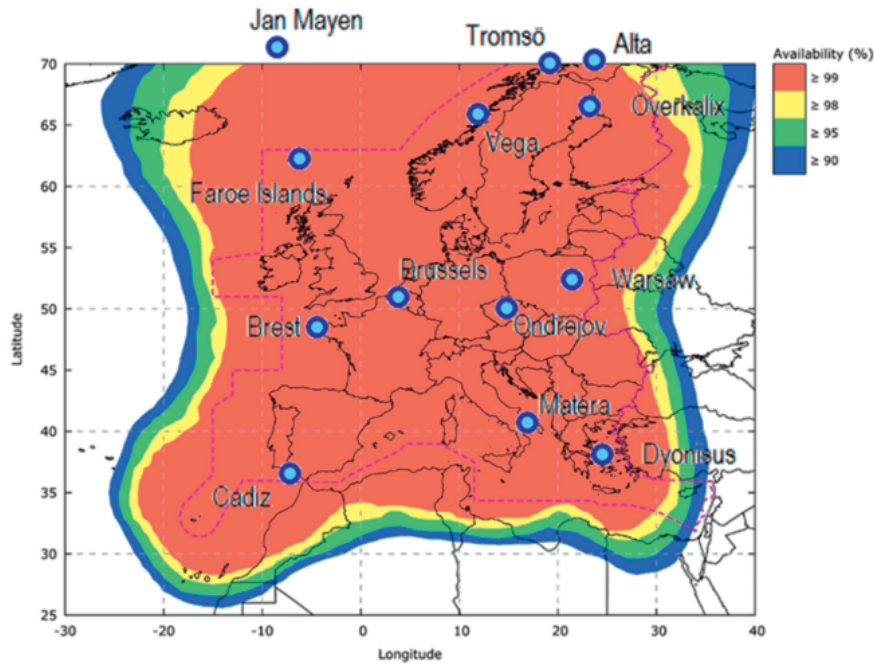 Jan Mayen
Tromsö
Alta
Availability (%)
≥ 99
≥ 98
≥ 95
≥ 90
70
65
60
55
50
45
40
35
30
25
Latitude
Överkalix
Vega
Faroe Islands
Brussels
Warsaw
Brest
Ondrejov
Matera
Dyonisus
Cadiz
-30 -20 -10 0 10 20 30 40
Longitude